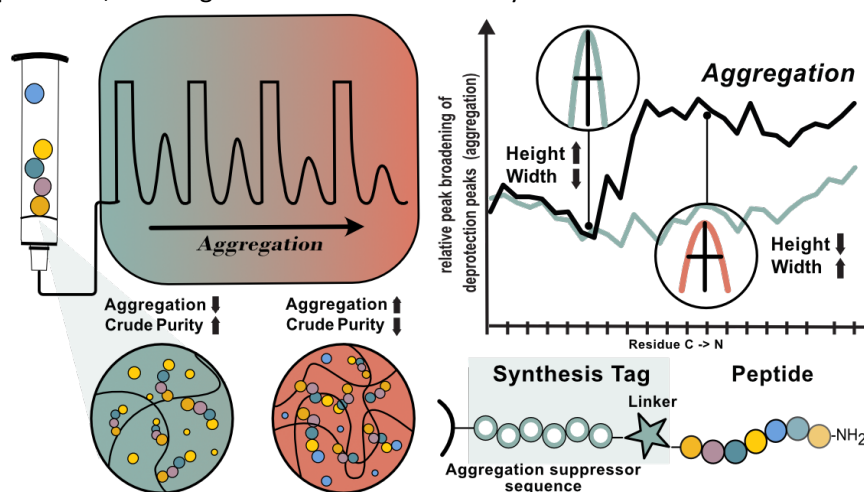 Aggregation
Aggregation ⬇
Crude Purity ⬆
Aggregation ⬆
Crude Purity ⬇
relative peak broadening of
deprotection peaks (aggregation)
Aggregation
Height ⬆
Width ⬇
Height ⬇
Width ⬆
Residue C -> N
Synthesis Tag
Peptide
Linker
-NH2
Aggregation suppressor
sequence